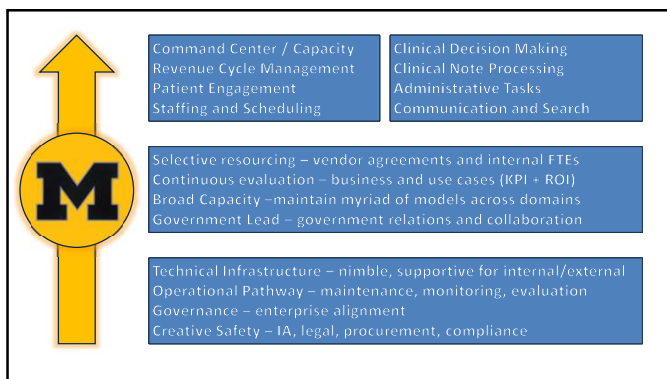 Command Center / Capacity
Revenue Cycle Management
Patient Engagement
Staffing and Scheduling
Clinical Decision Making
Clinical Note Processing
Administrative Tasks
Communication and Search
M
Selective resourcing – vendor agreements and internal FTEs
Continuous evaluation – business and use cases (KPI + ROI)
Broad Capacity –maintain myriad of models across domains
Government Lead – government relations and collaboration
Technical Infrastructure – nimble, supportive for internal/external
Operational Pathway – maintenance, monitoring, evaluation
Governance – enterprise alignment
Creative Safety – IA, legal, procurement, compliance